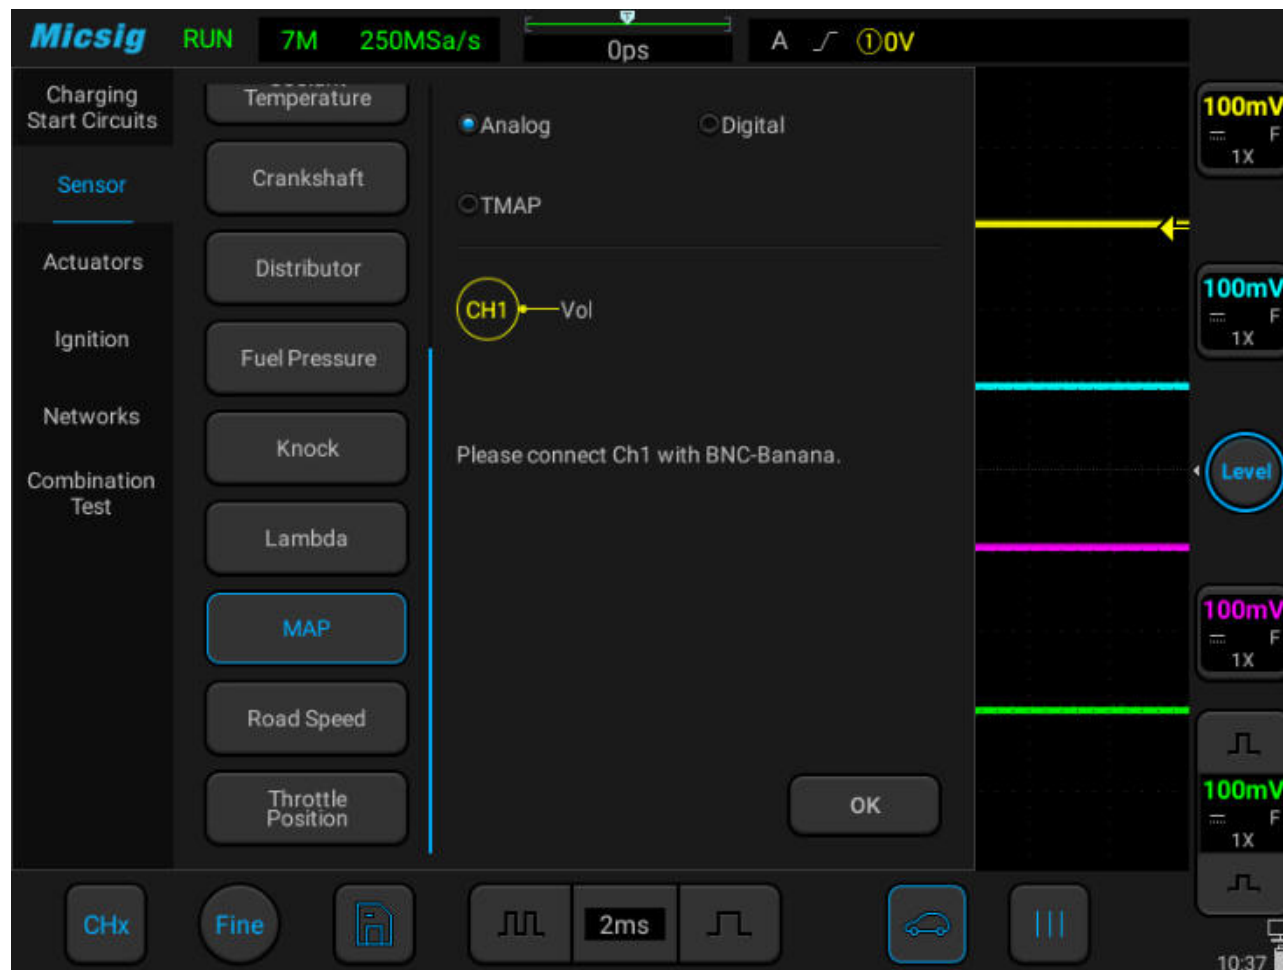 Micsig RUN 7M 250MSa/s 0ps A ①0V
T
Charging
Start Circuits
Sensor
Actuators
Ignition
Networks
Combination
Test
Temperature
Crankshaft
Distributor
Fuel Pressure
Knock
Lambda
MAP
Road Speed
Throttle
Position
Analog Digital
TMAP
CH1 Vol
Please connect Ch1 with BNC-Banana.
OK
100mV
F
1X
100mV
F
1X
Level
100mV
F
1X
100mV
F
1X
CHx Fine 2ms
10:37